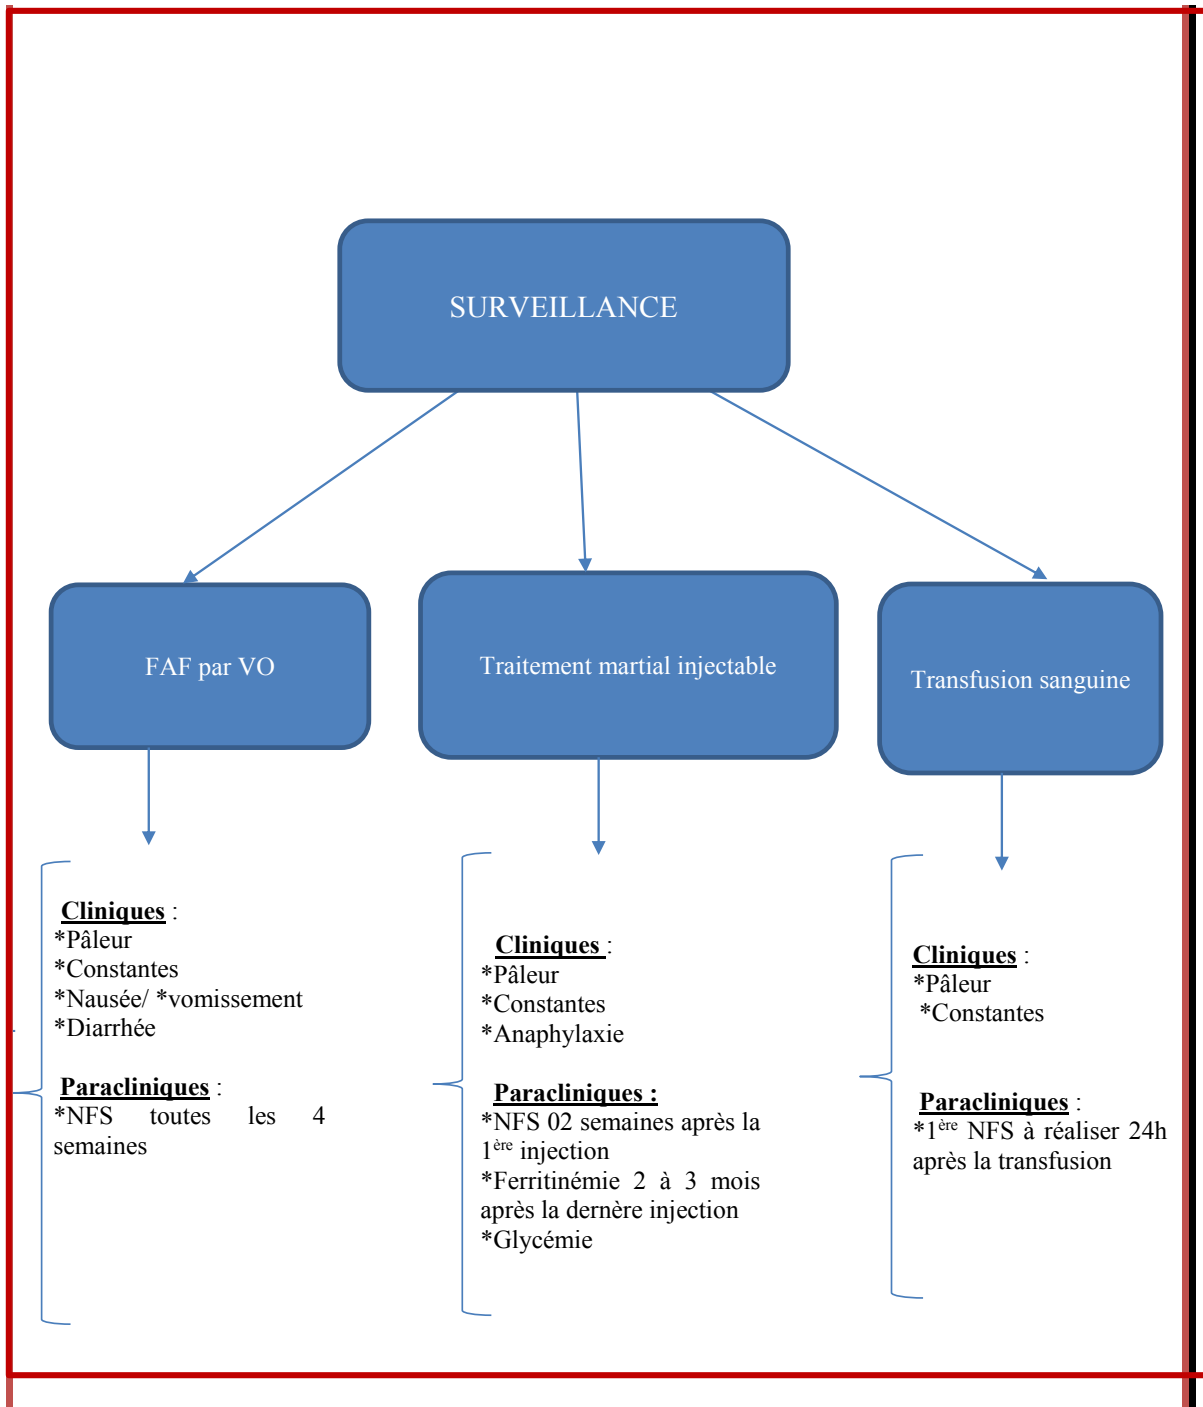 SURVEILLANCE
FAF par VO
Traitement martial injectable
Transfusion sanguine
Cliniques :
*Pâleur
*Constantes
*Nausée/ *vomissement
*Diarrhée
Paracliniques :
*NFS toutes les 4
semaines
Cliniques :
*Pâleur
*Constantes
*Anaphylaxie
Paracliniques :
*NFS 02 semaines après la
1ère injection
*Ferritinémie 2 à 3 mois
après la dernère injection
*Glycémie
Cliniques :
*Pâleur
*Constantes
Paracliniques :
*1ère NFS à réaliser 24h
après la transfusion